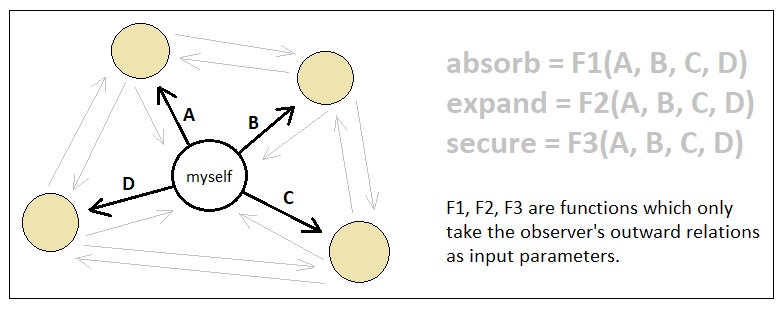 A
B
myself
D
C
absorb = F1(A, B, C, D)
expand = F2(A, B, C, D)
secure = F3(A, B, C, D)
F1, F2, F3 are functions which only
take the observer's outward relations
as input parameters.